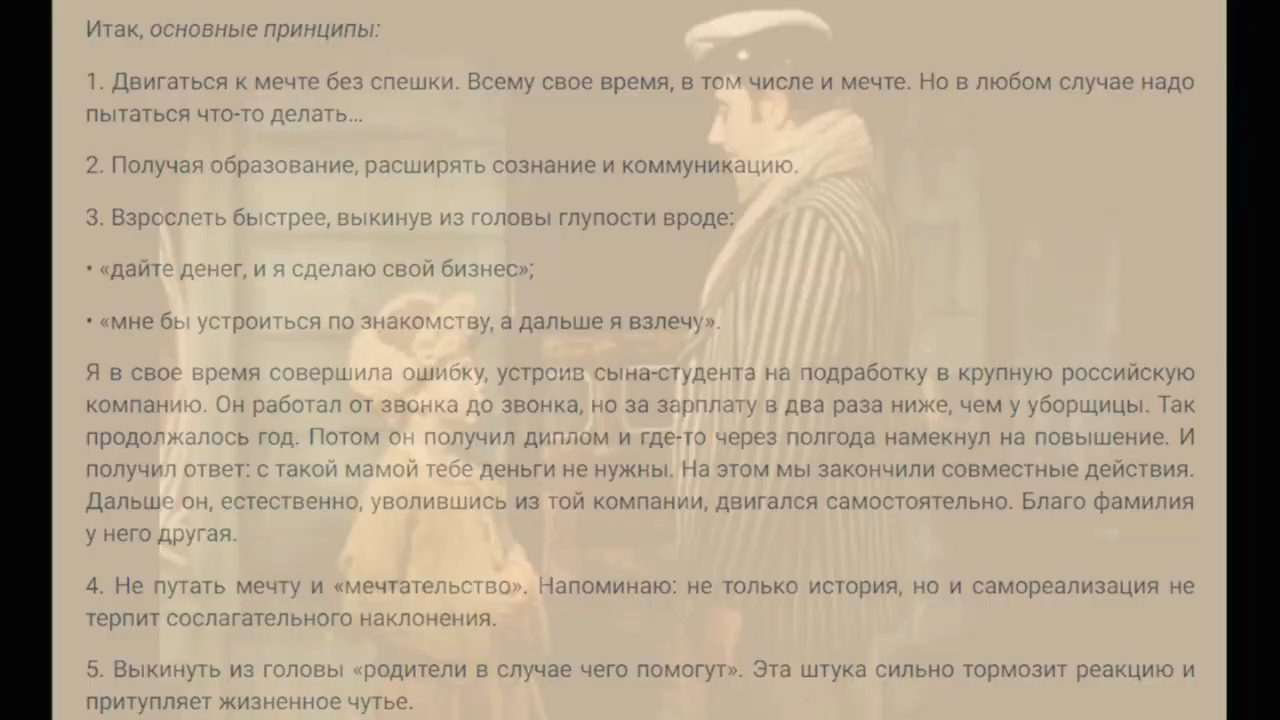 Итак, основные принципы:
1. Двигаться к мечте без спешки. Всему свое время, в том числе и мечте. Но в любом случае надо
пытаться что-то делать…
2. Получая образование, расширять сознание и коммуникацию.
3. Взрослеть быстрее, выкинув из головы глупости вроде:
• «дайте денег, и я сделаю свой бизнес»;
• «мне бы устроиться по знакомству, а дальше я взлечу».
Я в свое время совершила ошибку, устроив сына-студента на подработку в крупную российскую
компанию. Он работал от звонка до звонка, но за зарплату в два раза ниже, чем у уборщицы. Так
продолжалось год. Потом он получил диплом и где-то через полгода намекнул на повышение. И
получил ответ: с такой мамой тебе деньги не нужны. На этом мы закончили совместные действия.
Дальше он, естественно, уволившись из той компании, двигался самостоятельно. Благо фамилия
у него другая.
4. Не путать мечту и «мечтательство». Напоминаю: не только история, но и самореализация не
терпит сослагательного наклонения.
5. Выкинуть из головы «родители в случае чего помогут». Эта штука сильно тормозит реакцию и
притупляет жизненное чутье.